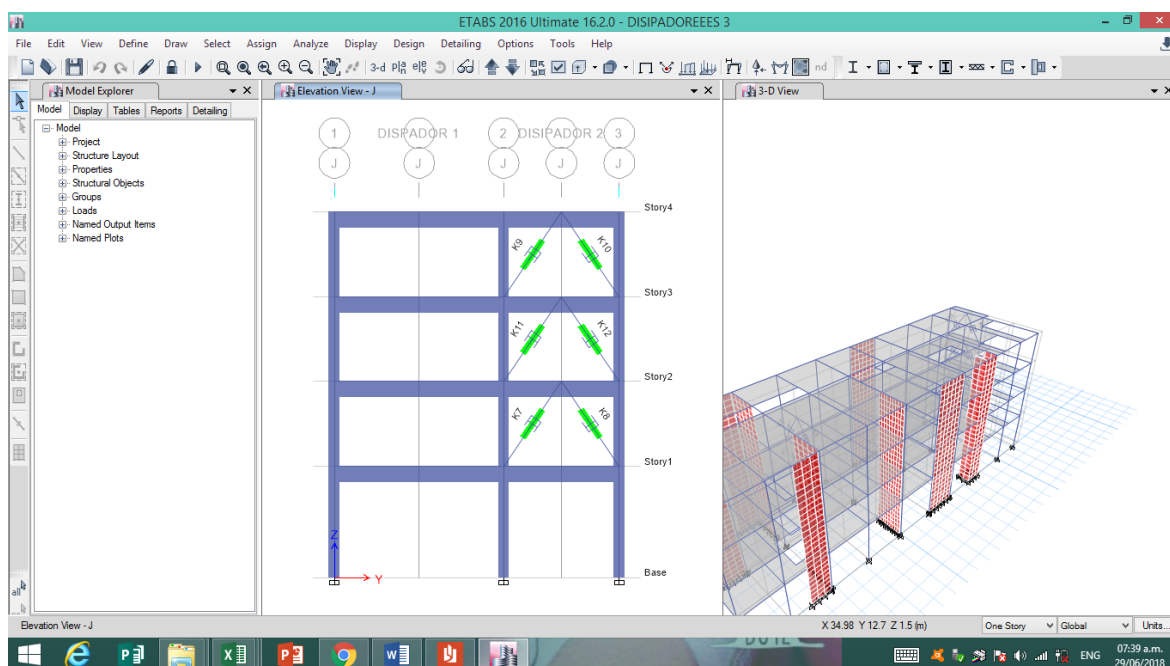 ETABS 2016 Ultimate 16.2.0 - DISIPADOREEES 3
File Edit View Define Draw Select Assign Analyze Display Design Detailing Options Tools Help
3-d nd
Model Explorer
Model Display Tables Reports Detailing
Model
Project
Structure Layout
Properties
Structural Objects
Groups
Loads
Named Output Items
Named Plots
all
Elevation View - J
1 DISPADOR 1 2 DISIPADOR 2 3
J J J J J
Story4
K9 K10
Story3
K11 K12
Story2
K7 K8
Story1
Z
Y
Base
3-D View
Elevation View - J
X 34.98 Y 12.7 Z 1.5 (m)
One Story Global Units...
ENG
07:39 a.m.
29/06/2018